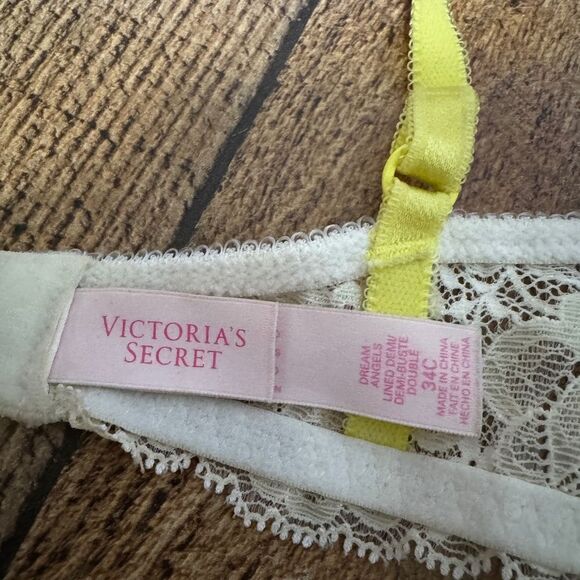 VICTORIA'S
SECRET
DREAM
ANGELS
LINED DEMI/
DEMI-BUSTE
DOUBLE
34C
MADE IN CHINA
FAIT EN CHINE
HECHO EN CHINA